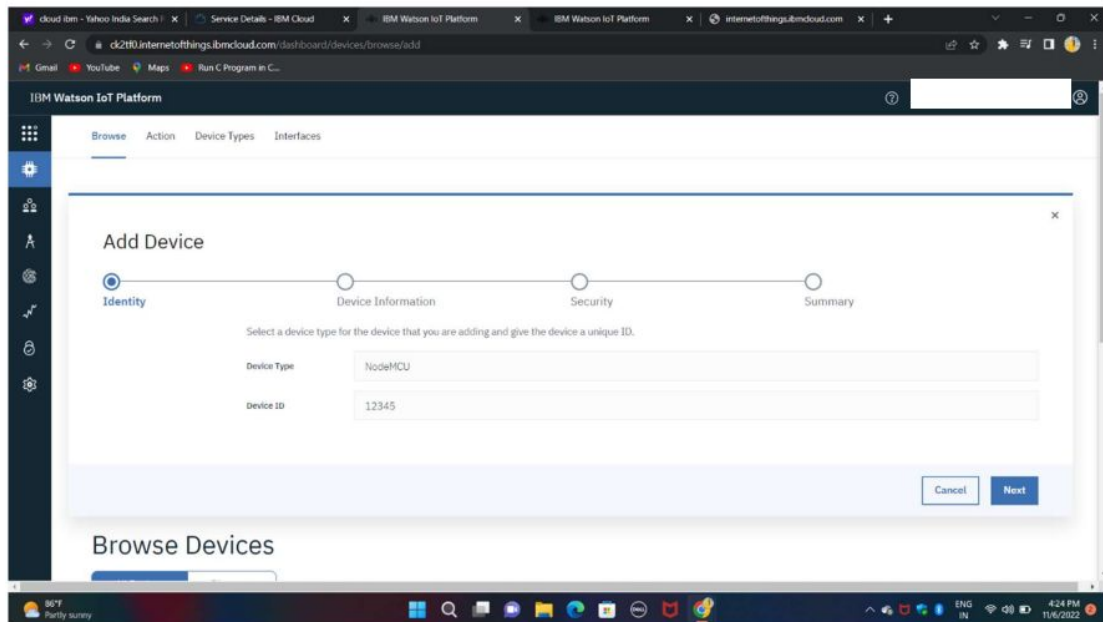 cloud ibm - Yahoo India Search
Service Details - IBM Cloud
IBM Watson IoT Platform
IBM Watson IoT Platform
internetofthings.ibmcloud.com
ck2tf0.internetofthings.ibmcloud.com/dashboard/devices/browse/add
Gmail
YouTube
Maps
Run C Program in C...
IBM Watson IoT Platform
Browse Action Device Types Interfaces
Add Device
Identity Device Information Security Summary
Select a device type for the device that you are adding and give the device a unique ID.
Device Type NodeMCU
Device ID 12345
Cancel Next
Browse Devices
86°F
Partly sunny
ENG
IN
4:24 PM
11/6/2022